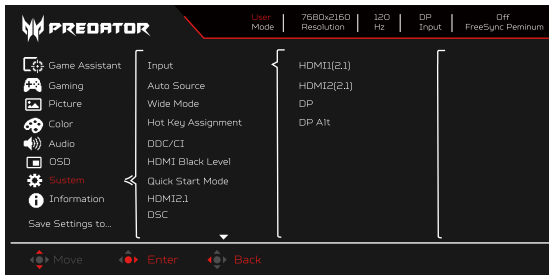 PREDATOR
User Mode
7680x2160 Resolution
120 Hz
DP Input
Off FreeSync Peminum
Game Assistant
Gaming
Picture
Color
Audio
OSD
Sustem
Information
Save Settings to...
Input
Auto Source
Wide Mode
Hot Key Assignment
DDC/CI
HDMI Black Level
Quick Start Mode
HDMI2.1
DSC
HDMI1(2.1)
HDMI2(2.1)
DP
DP Alt
Move
Enter
Back